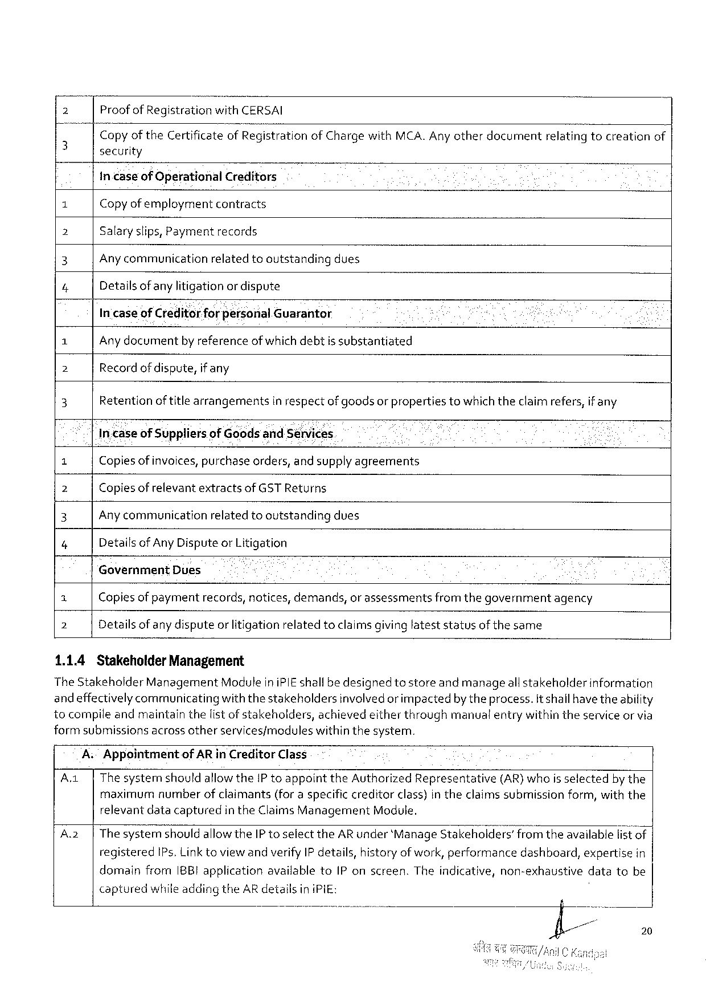 2 Proof of Registration with CERSAI
3 Copy of the Certificate of Registration of Charge with MCA. Any other document relating to creation of
security
In case of Operational Creditors
1 Copy of employment contracts
2 Salary slips, Payment records
3 Any communication related to outstanding dues
4 Details of any litigation or dispute
In case of Creditor for personal Guarantor
1 Any document by reference of which debt is substantiated
2 Record of dispute, if any
3 Retention of title arrangements in respect of goods or properties to which the claim refers, if any
In case of Suppliers of Goods and Services
1 Copies of invoices, purchase orders, and supply agreements
2 Copies of relevant extracts of GST Returns
3 Any communication related to outstanding dues
4 Details of Any Dispute or Litigation
Government Dues
1 Copies of payment records, notices, demands, or assessments from the government agency
2 Details of any dispute or litigation related to claims giving latest status of the same
1.1.4 Stakeholder Management
The Stakeholder Management Module in iPIE shall be designed to store and manage all stakeholder information
and effectively communicating with the stakeholders involved or impacted by the process. It shall have the ability
to compile and maintain the list of stakeholders, achieved either through manual entry within the service or via
form submissions across other services/modules within the system.
A. Appointment of AR in Creditor Class
A.1 The system should allow the IP to appoint the Authorized Representative (AR) who is selected by the
maximum number of claimants (for a specific creditor class) in the claims submission form, with the
relevant data captured in the Claims Management Module.
A.2 The system should allow the IP to select the AR under 'Manage Stakeholders' from the available list of
registered IPs. Link to view and verify IP details, history of work, performance dashboard, expertise in
domain from IBBI application available to IP on screen. The indicative, non-exhaustive data to be
captured while adding the AR details in iPIE:
20
चन्द्र काण्डपाल/Anil C Kandpal
/Under